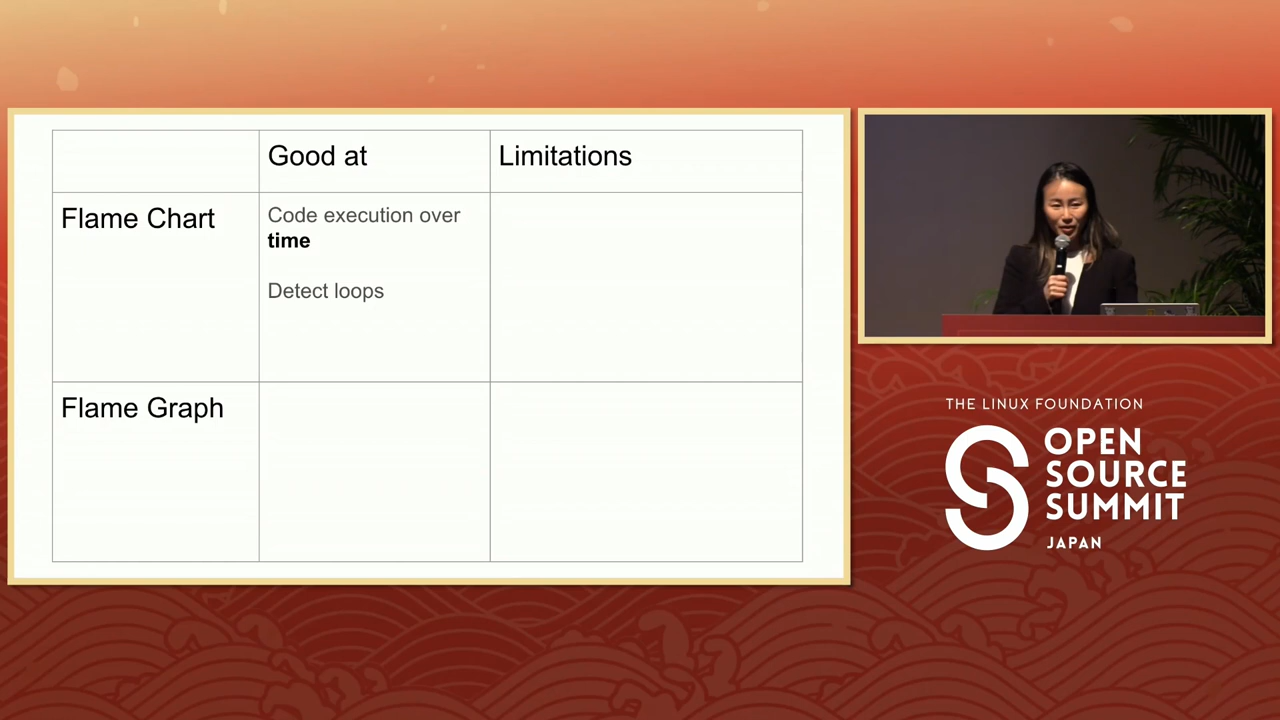 Good at
Limitations
Flame Chart
Code execution over
time
Detect loops
Flame Graph
THE LINUX FOUNDATION
OPEN
SOURCE
SUMMIT
JAPAN